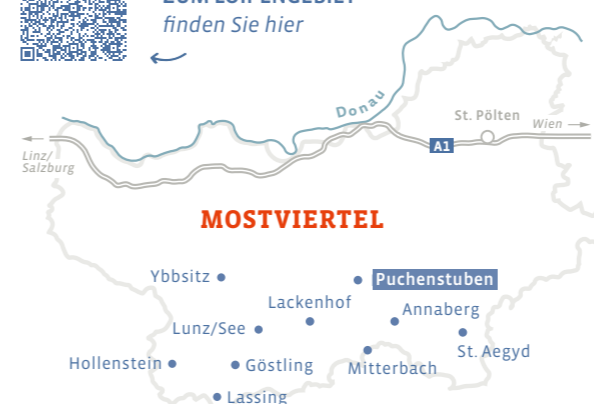 finden Sie hier
Donau
St. Pölten
Wien
A1
Linz/
Salzburg
MOSTVIERTEL
Ybbsitz
Puchenstuben
Lackenhof
Annaberg
Lunz/See
St. Aegyd
Hollenstein
Göstling
Mitterbach
Lassing